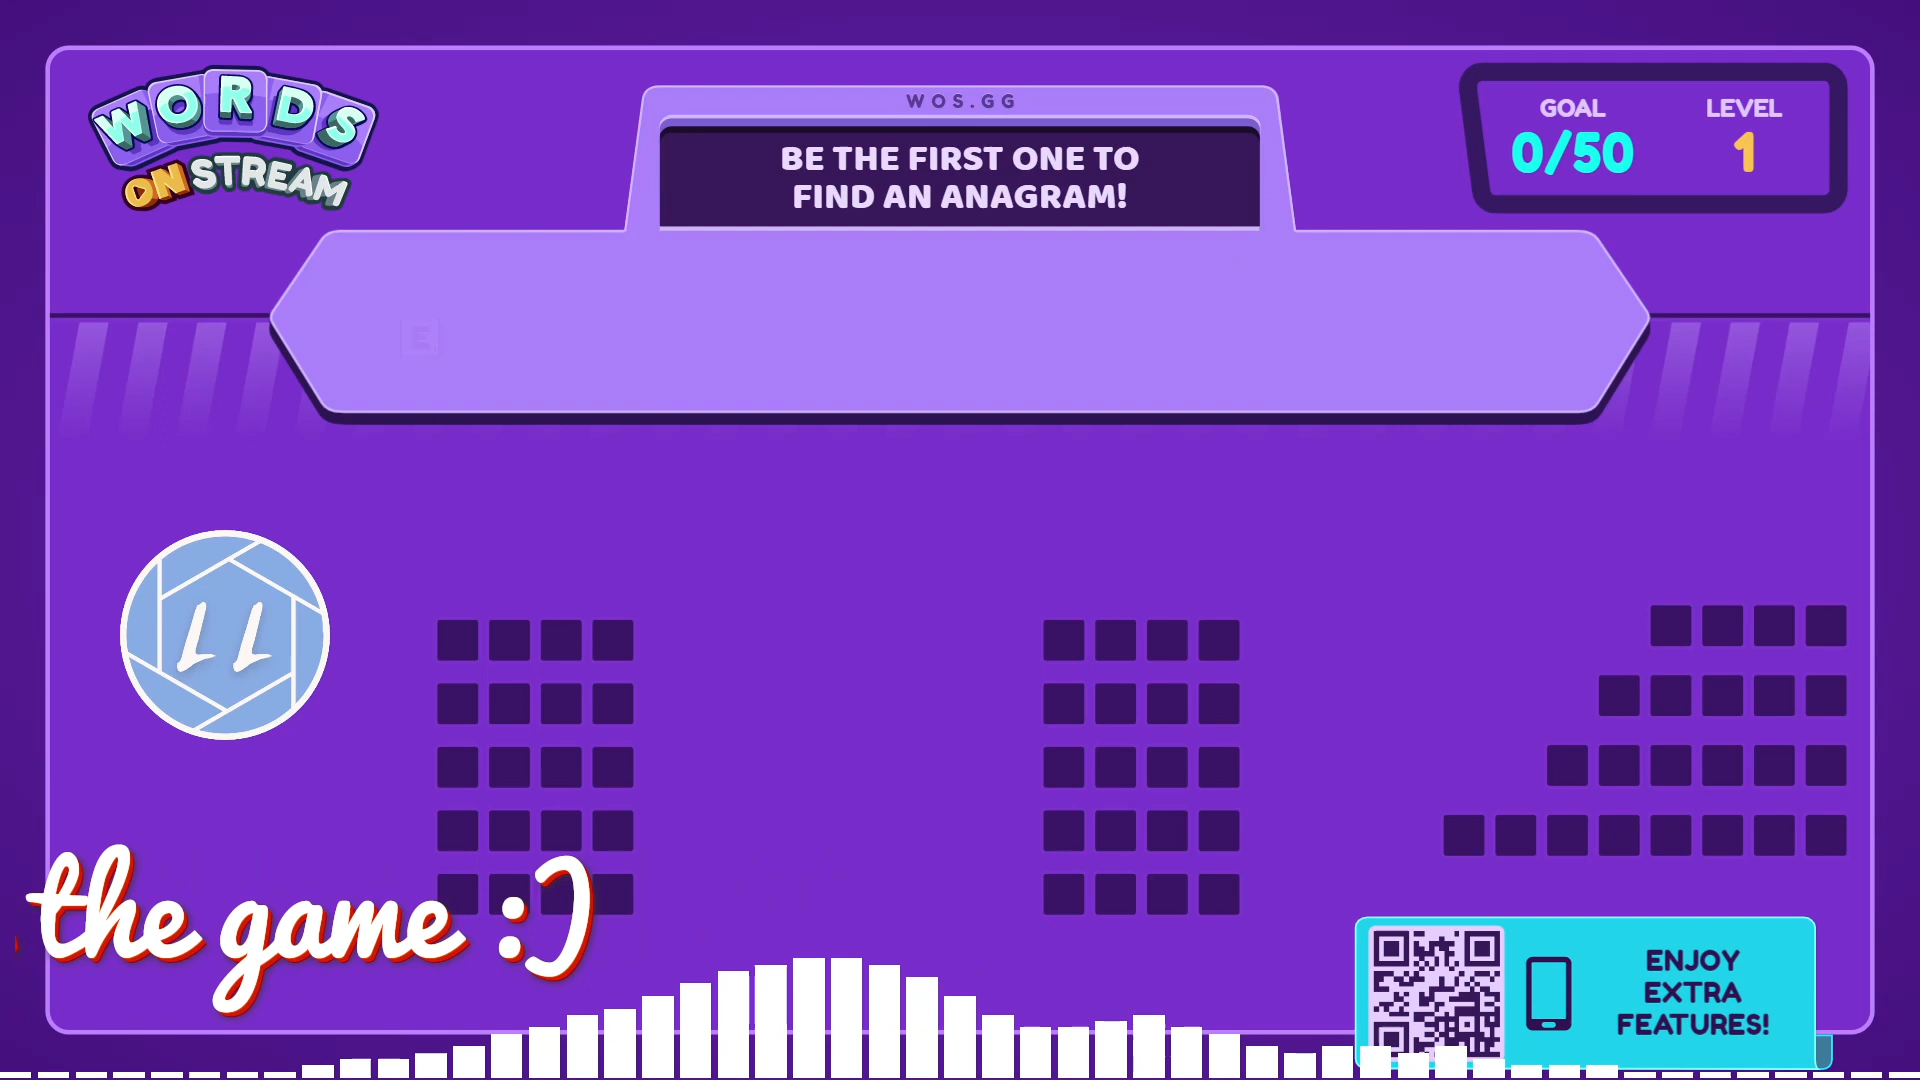 WORDS
ON STREAM
WOS.GG
BE THE FIRST ONE TO
FIND AN ANAGRAM!
GOAL
0/50
LEVEL
1
E
LL
the game :)
ENJOY
EXTRA
FEATURES!